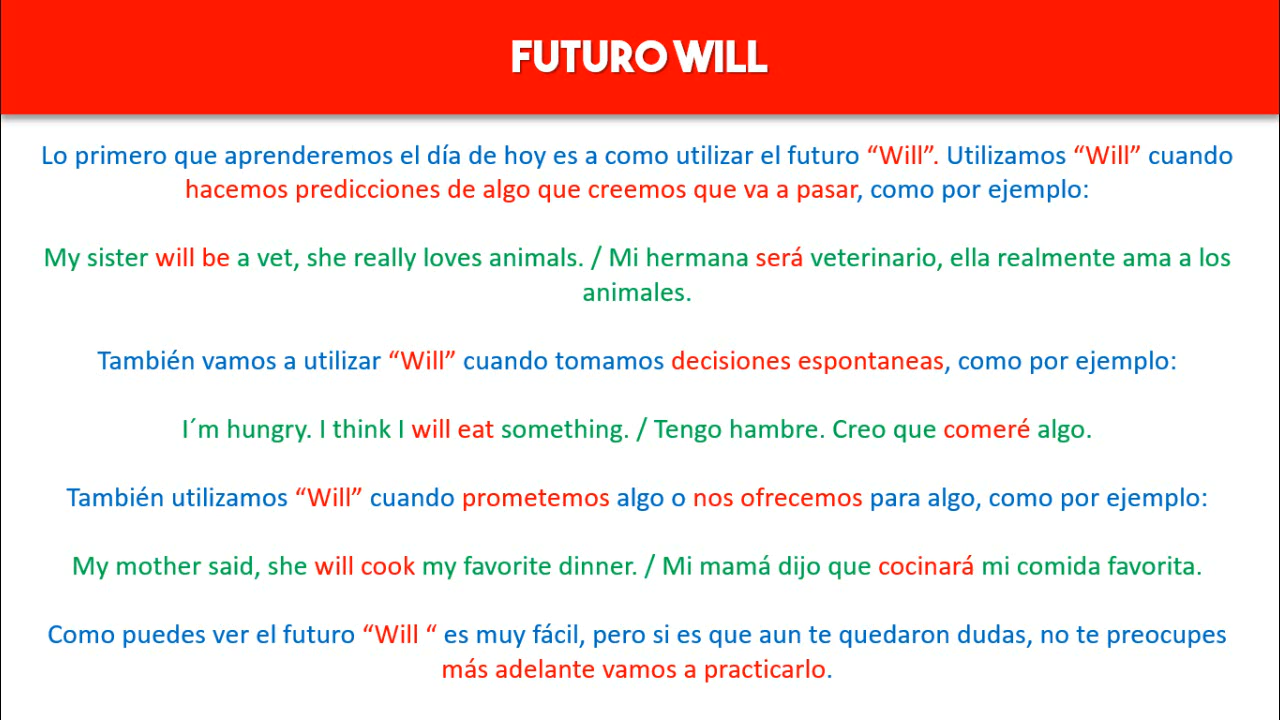 FUTURO WILL
Lo primero que aprenderemos el día de hoy es a como utilizar el futuro “Will”. Utilizamos “Will” cuando
hacemos predicciones de algo que creemos que va a pasar, como por ejemplo:
My sister will be a vet, she really loves animals. / Mi hermana será veterinario, ella realmente ama a los
animales.
También vamos a utilizar “Will” cuando tomamos decisiones espontaneas, como por ejemplo:
I´m hungry. I think I will eat something. / Tengo hambre. Creo que comeré algo.
También utilizamos “Will” cuando prometemos algo o nos ofrecemos para algo, como por ejemplo:
My mother said, she will cook my favorite dinner. / Mi mamá dijo que cocinará mi comida favorita.
Como puedes ver el futuro “Will “ es muy fácil, pero si es que aun te quedaron dudas, no te preocupes
más adelante vamos a practicarlo.